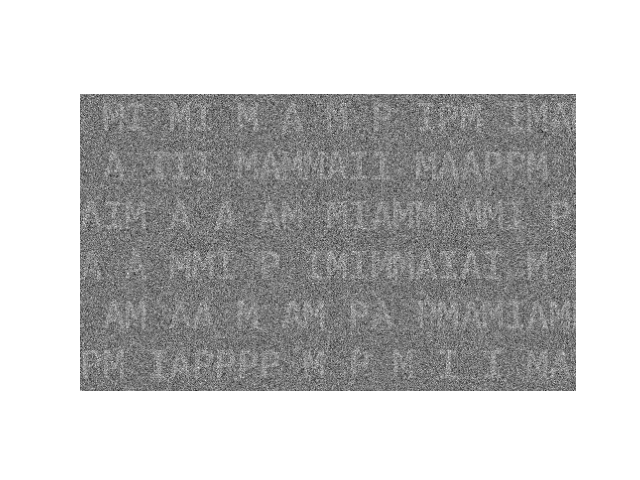 MI MI M A M P IPM IMA
A III MAMMAII MAAPPM
AIM A A AM MIAMM MMI P
A A MMI P IMIMMAIAI M
AM AA M AM PA PMAMIAM
PM IAPPPP M P M I I MA